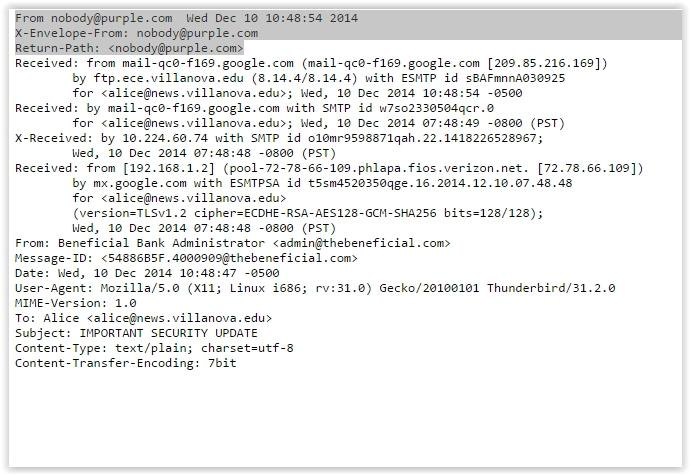 From nobody@purple.com  Wed Dec 10 10:48:54 2014
X-Envelope-From: nobody@purple.com
Return-Path: <nobody@purple.com>
Received: from mail-qc0-f169.google.com (mail-qc0-f169.google.com [209.85.216.169])
        by ftp.ece.villanova.edu (8.14.4/8.14.4) with ESMTP id sBAFmnnA030925
        for <alice@news.villanova.edu>; Wed, 10 Dec 2014 10:48:54 -0500
Received: by mail-qc0-f169.google.com with SMTP id w7so2330504qcr.0
        for <alice@news.villanova.edu>; Wed, 10 Dec 2014 07:48:49 -0800 (PST)
X-Received: by 10.224.60.74 with SMTP id o10mr9598871qah.22.1418226528967;
        Wed, 10 Dec 2014 07:48:48 -0800 (PST)
Received: from [192.168.1.2] (pool-72-78-66-109.phlapa.fios.verizon.net. [72.78.66.109])
        by mx.google.com with ESMTPSA id t5sm4520350qge.16.2014.12.10.07.48.48
        for <alice@news.villanova.edu>
        (version=TLSv1.2 cipher=ECDHE-RSA-AES128-GCM-SHA256 bits=128/128);
        Wed, 10 Dec 2014 07:48:48 -0800 (PST)
From: Beneficial Bank Administrator <admin@thebeneficial.com>
Message-ID: <54886B5F.4000909@thebeneficial.com>
Date: Wed, 10 Dec 2014 10:48:47 -0500
User-Agent: Mozilla/5.0 (X11; Linux i686; rv:31.0) Gecko/20100101 Thunderbird/31.2.0
MIME-Version: 1.0
To: Alice <alice@news.villanova.edu>
Subject: IMPORTANT SECURITY UPDATE
Content-Type: text/plain; charset=utf-8
Content-Transfer-Encoding: 7bit